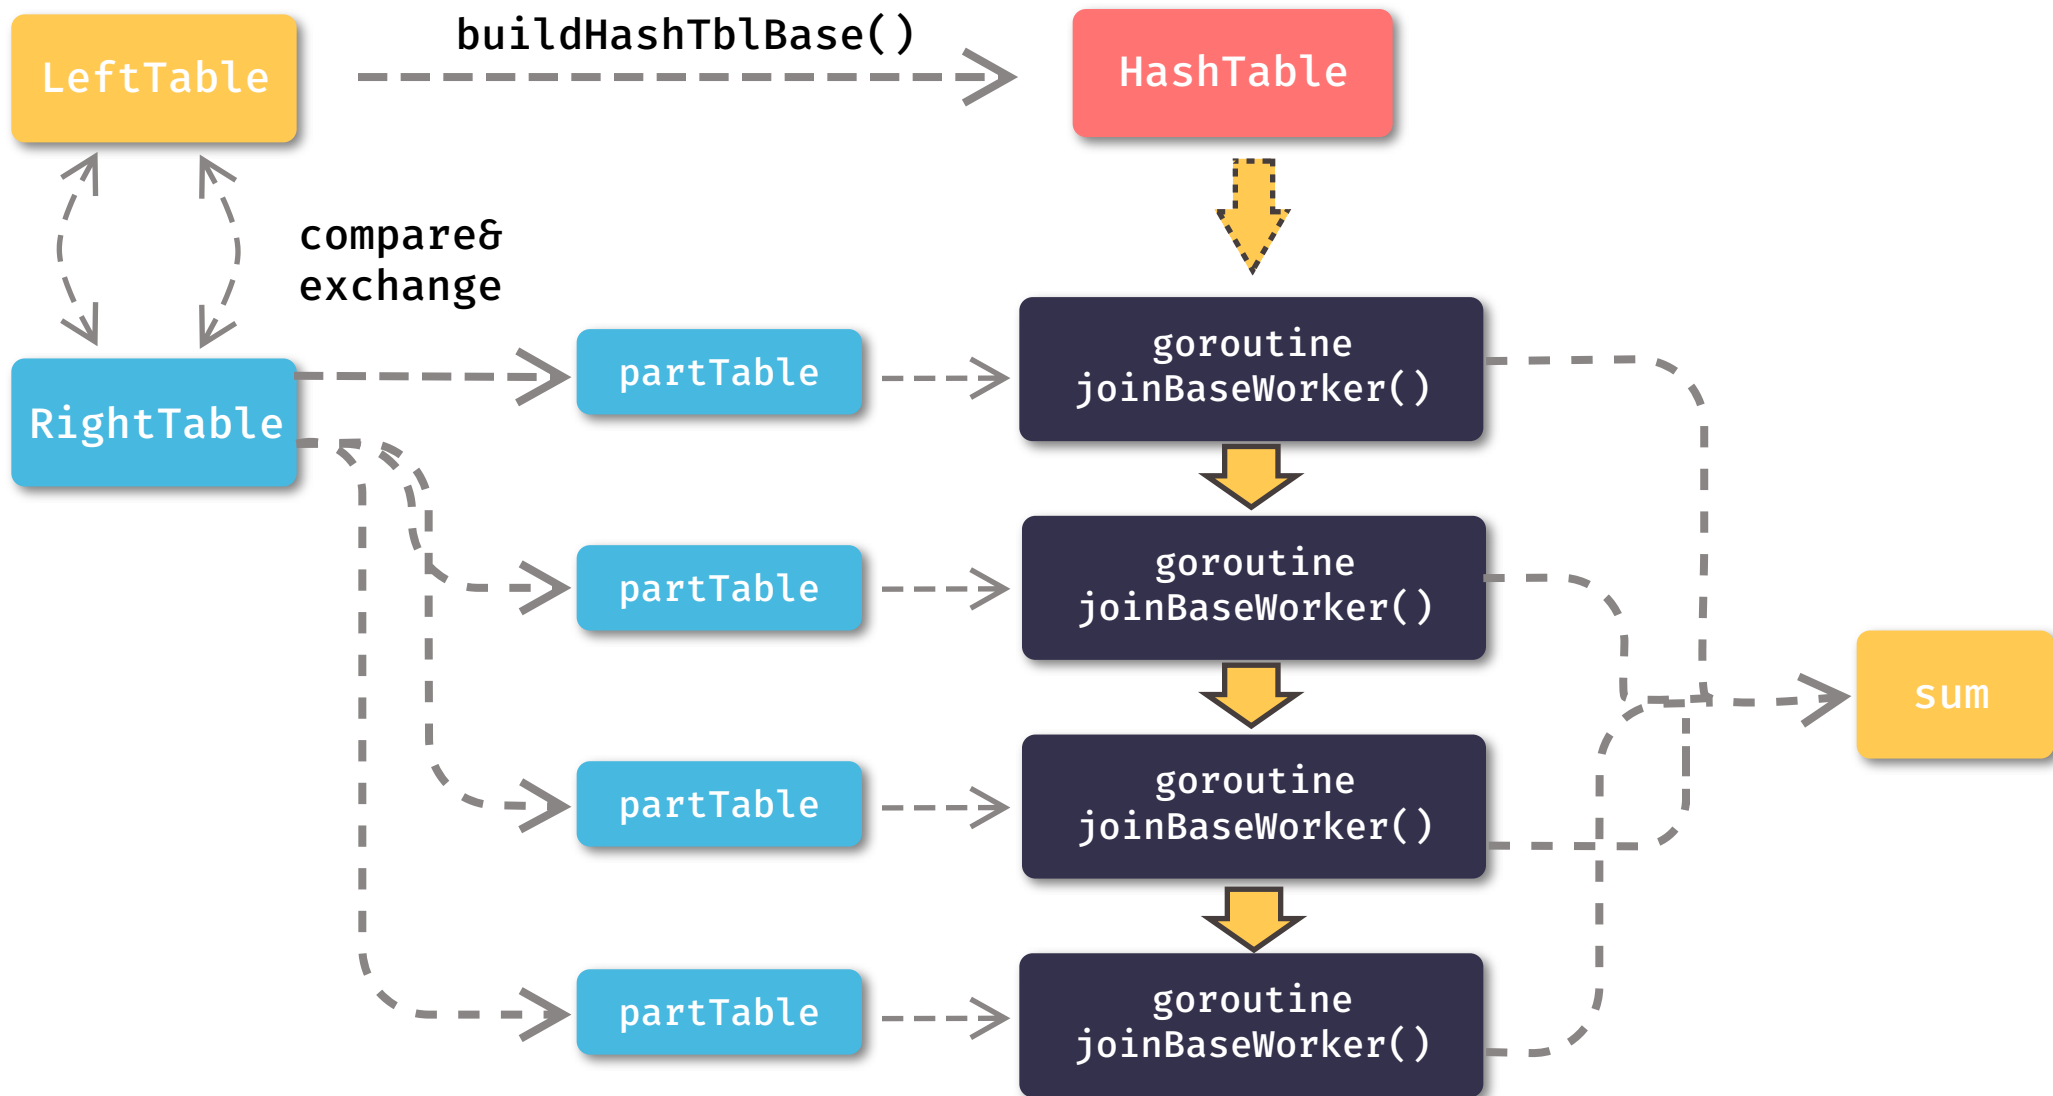 LeftTable
buildHashTblBase()
HashTable
compare&
exchange
RightTable
partTable
goroutine
joinBaseWorker()
partTable
goroutine
joinBaseWorker()
sum
partTable
goroutine
joinBaseWorker()
partTable
goroutine
joinBaseWorker()